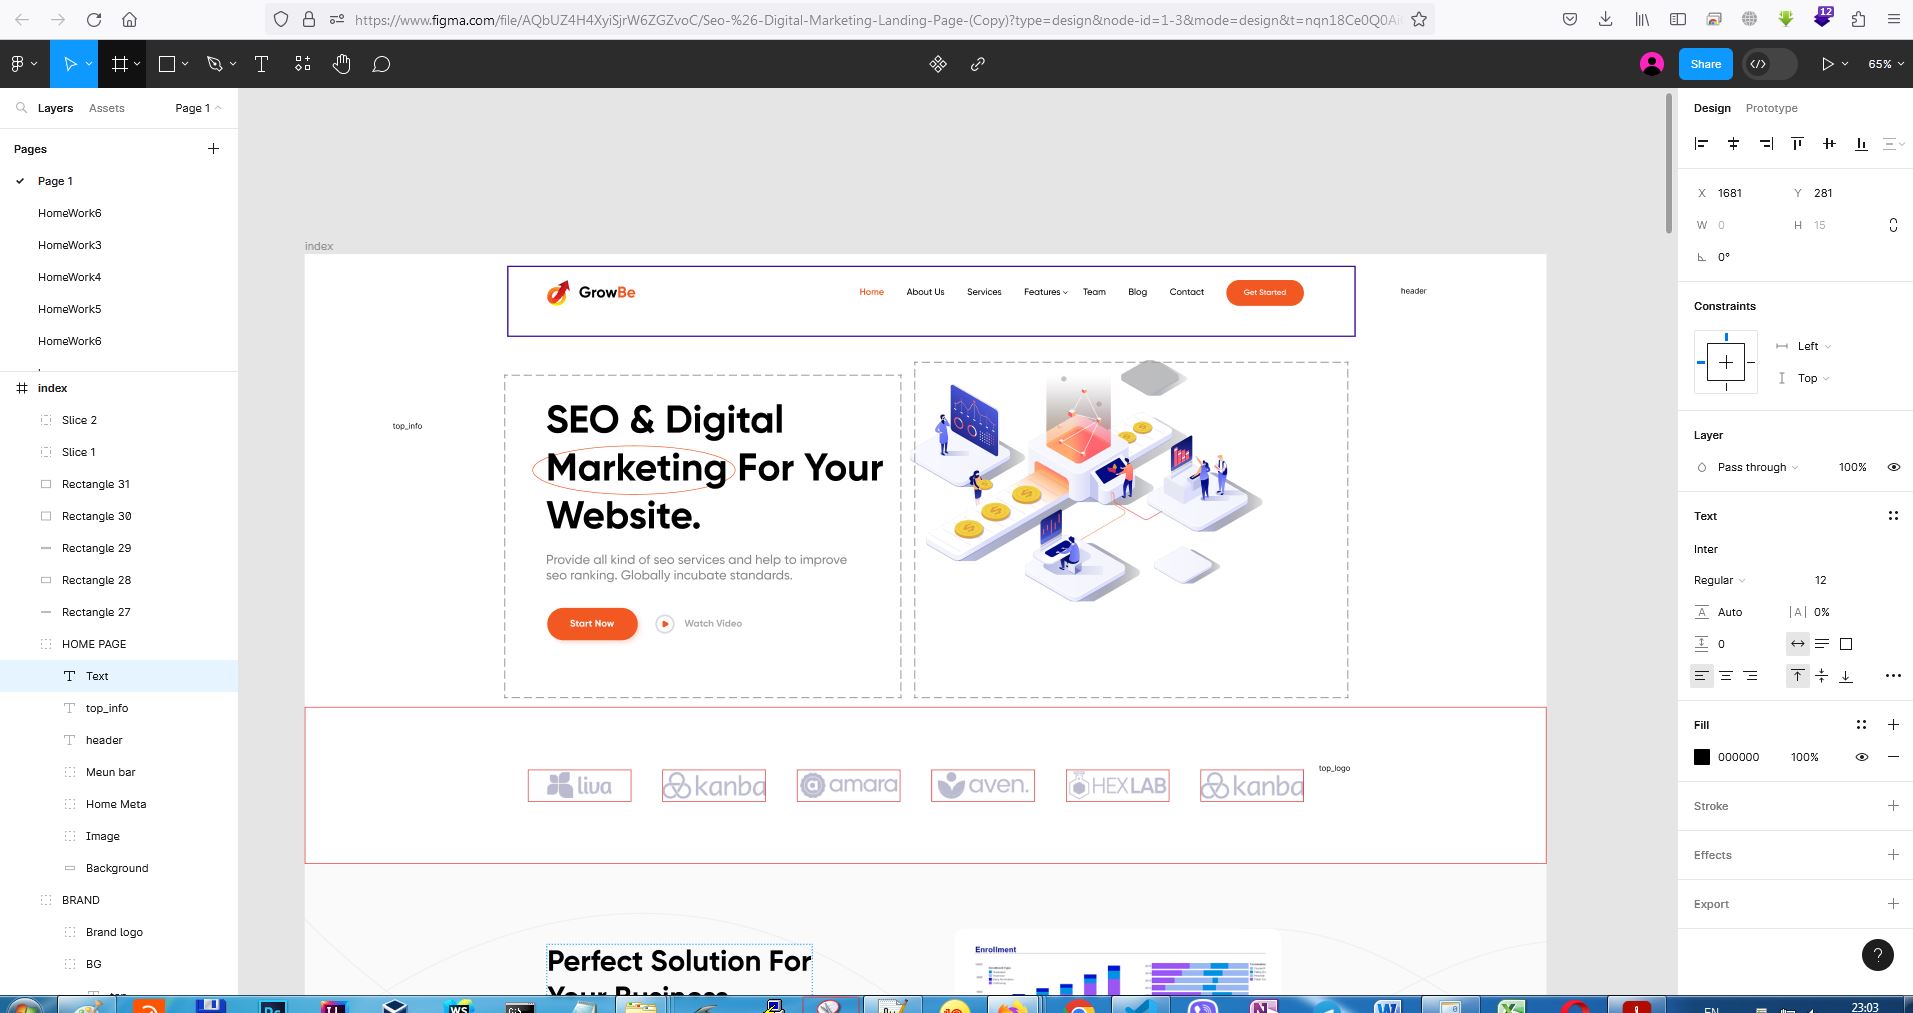 https://www.figma.com/file/AQbUZ4H4XyiSjrW6ZGZvoC/Seo-%26-Digital-Marketing-Landing-Page-(Copy)?type=design&node-id=1-3&mode=design&t=nqn18Ce0Q0Ai
12
Share
65%
Layers
Assets
Page 1
Pages
Page 1
HomeWork6
HomeWork3
HomeWork4
HomeWork5
HomeWork6
index
Slice 2
Slice 1
Rectangle 31
Rectangle 30
Rectangle 29
Rectangle 28
Rectangle 27
HOME PAGE
Text
top_info
header
Meun bar
Home Meta
Image
Background
BRAND
Brand logo
BG
index
GrowBe
Home
About Us
Services
Features
Team
Blog
Contact
Get Started
header
top_info
SEO & Digital
Marketing For Your
Website.
Provide all kind of seo services and help to improve
seo ranking. Globally incubate standards.
Start Now
Watch Video
liva
kanba
amara
aven.
HEXLAB
kanba
top_logo
Perfect Solution For
Your Business
Enrollment
Design
Prototype
X 1681
Y 281
W 0
H 15
0°
Constraints
Left
Top
Layer
Pass through
100%
Text
Inter
Regular
12
Auto
|A| 0%
0
Fill
000000
100%
Stroke
Effects
Export
?
EN
23:03